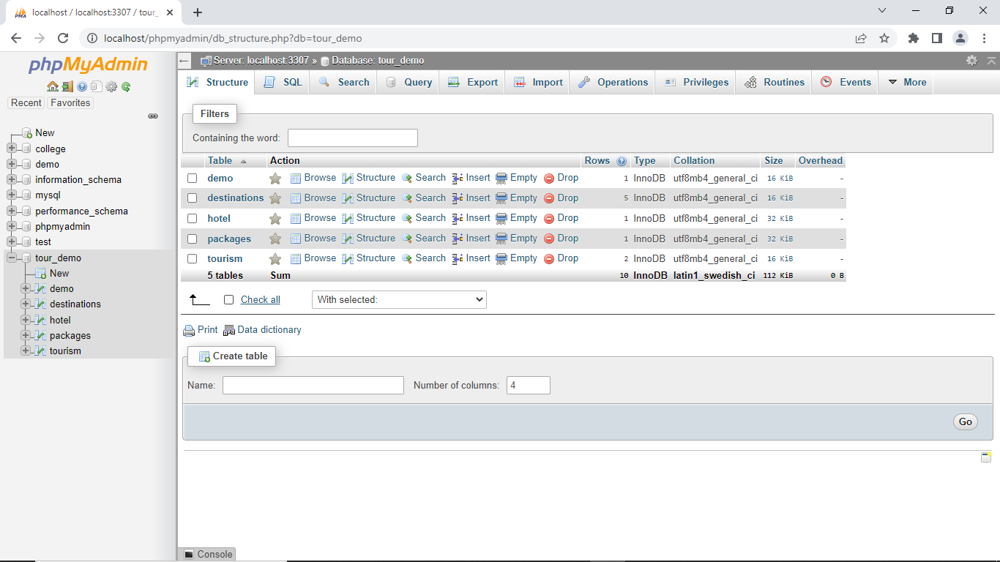 localhost / localhost:3307 / tour_
localhost/phpmyadmin/db_structure.php?db=tour_demo
phpMyAdmin
Recent Favorites
New
college
demo
information_schema
mysql
performance_schema
phpmyadmin
test
tour_demo
New
demo
destinations
hotel
packages
tourism
Server: localhost:3307 » Database: tour_demo
Structure SQL Search Query Export Import Operations Privileges Routines Events More
Filters
Containing the word:
Table Action Rows Type Collation Size Overhead
demo Browse Structure Search Insert Empty Drop 1 InnoDB utf8mb4_general_ci 16 KiB -
destinations Browse Structure Search Insert Empty Drop 5 InnoDB utf8mb4_general_ci 16 KiB -
hotel Browse Structure Search Insert Empty Drop 1 InnoDB utf8mb4_general_ci 32 KiB -
packages Browse Structure Search Insert Empty Drop 1 InnoDB utf8mb4_general_ci 32 KiB -
tourism Browse Structure Search Insert Empty Drop 2 InnoDB utf8mb4_general_ci 16 KiB -
5 tables Sum 10 InnoDB latin1_swedish_ci 112 KiB 0 B
Check all With selected:
Print Data dictionary
Create table
Name: Number of columns: 4
Go
Console